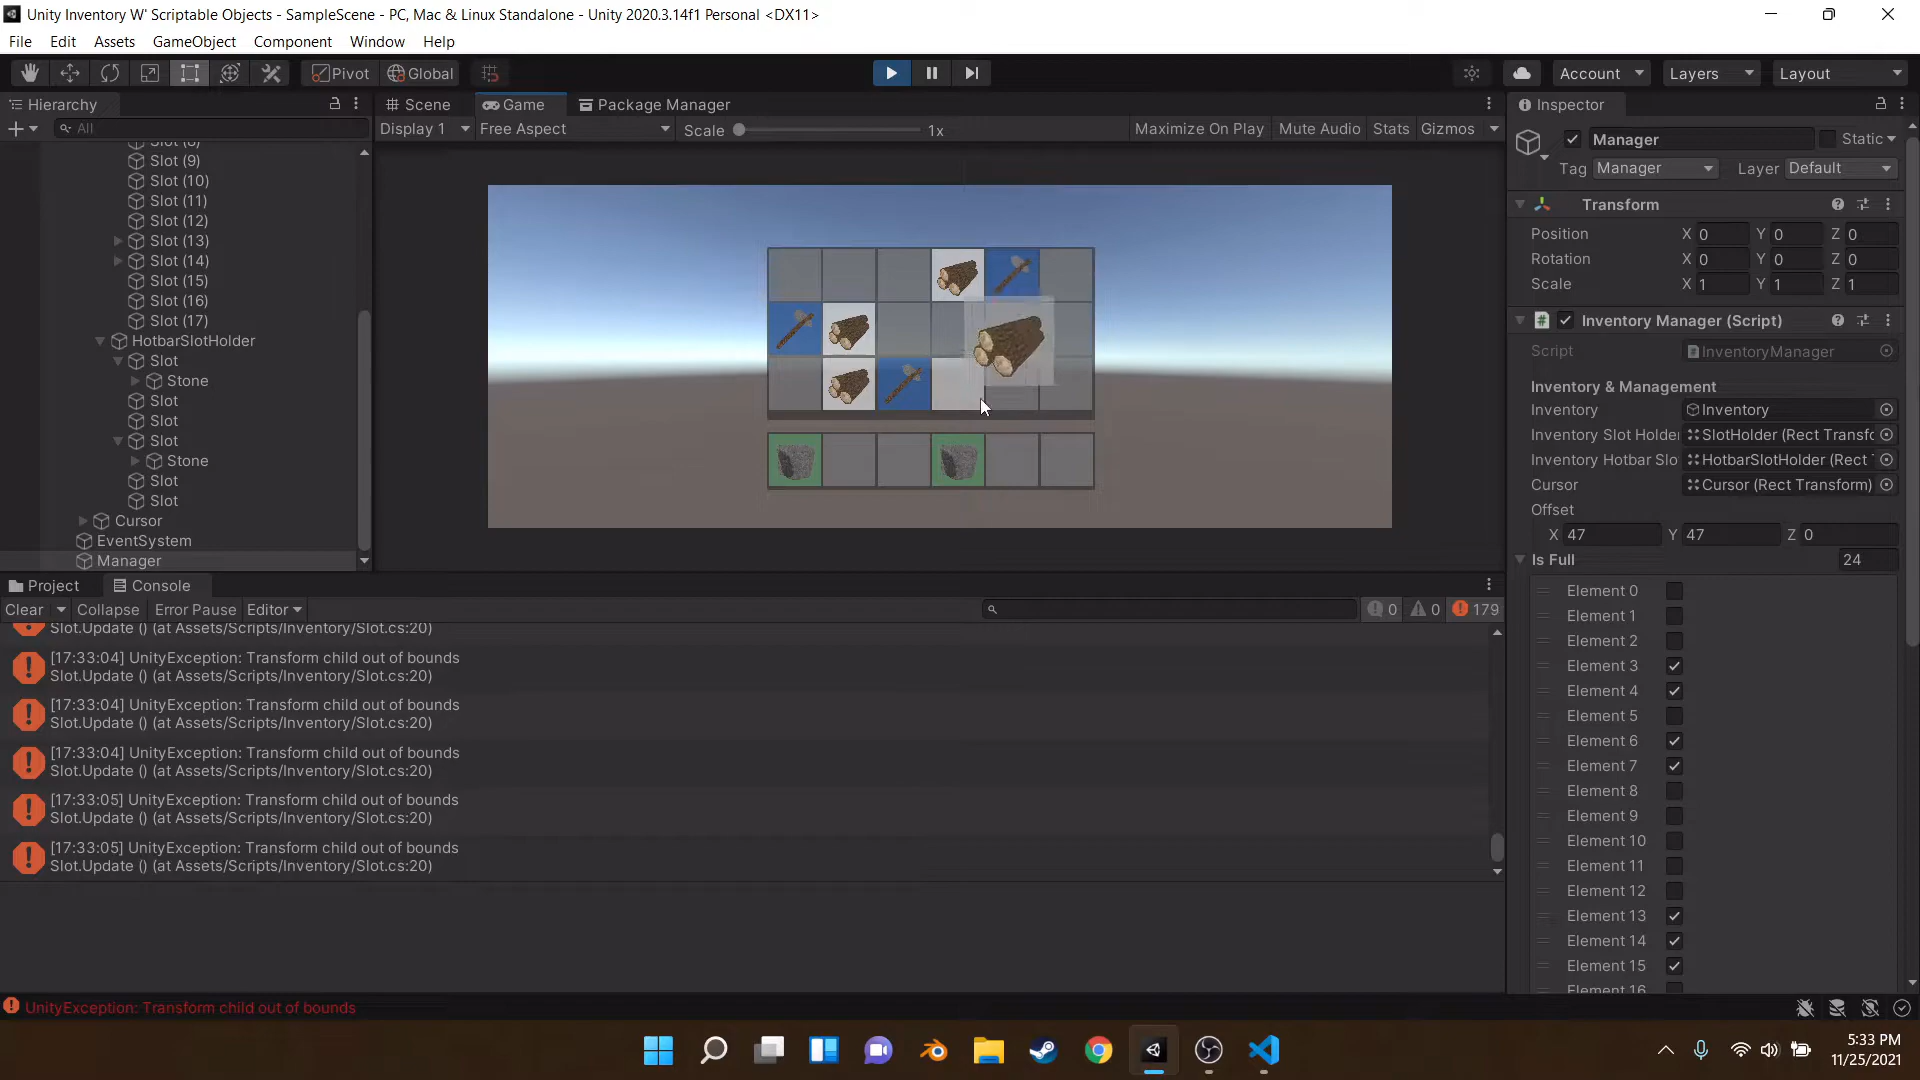 Unity Inventory W' Scriptable Objects - SampleScene - PC, Mac & Linux Standalone - Unity 2020.3.14f1 Personal <DX11>
File Edit Assets GameObject Component Window Help
Pivot Global Account Layers Layout
Hierarchy
All
Slot (8)
Slot (9)
Slot (10)
Slot (11)
Slot (12)
Slot (13)
Slot (14)
Slot (15)
Slot (16)
Slot (17)
HotbarSlotHolder
Slot
Stone
Slot
Slot
Slot
Stone
Slot
Slot
Cursor
EventSystem
Manager
Scene Game Package Manager
Display 1 Free Aspect Scale 1x Maximize On Play Mute Audio Stats Gizmos
Inspector
Manager Static
Tag Manager Layer Default
Transform
Position X 0 Y 0 Z 0
Rotation X 0 Y 0 Z 0
Scale X 1 Y 1 Z 1
Inventory Manager (Script)
Script InventoryManager
Inventory & Management
Inventory Inventory
Inventory Slot Holder SlotHolder (Rect Transfo
Inventory Hotbar Slo HotbarSlotHolder (Rect
Cursor Cursor (Rect Transform)
Offset
X 47 Y 47 Z 0
Is Full 24
Element 0
Element 1
Element 2
Element 3
Element 4
Element 5
Element 6
Element 7
Element 8
Element 9
Element 10
Element 11
Element 12
Element 13
Element 14
Element 15
Element 16
Project Console
Clear Collapse Error Pause Editor 0 0 179
Slot.Update () (at Assets/Scripts/Inventory/Slot.cs:20)
[17:33:04] UnityException: Transform child out of bounds
Slot.Update () (at Assets/Scripts/Inventory/Slot.cs:20)
[17:33:04] UnityException: Transform child out of bounds
Slot.Update () (at Assets/Scripts/Inventory/Slot.cs:20)
[17:33:04] UnityException: Transform child out of bounds
Slot.Update () (at Assets/Scripts/Inventory/Slot.cs:20)
[17:33:05] UnityException: Transform child out of bounds
Slot.Update () (at Assets/Scripts/Inventory/Slot.cs:20)
[17:33:05] UnityException: Transform child out of bounds
Slot.Update () (at Assets/Scripts/Inventory/Slot.cs:20)
UnityException: Transform child out of bounds
5:33 PM
11/25/2021